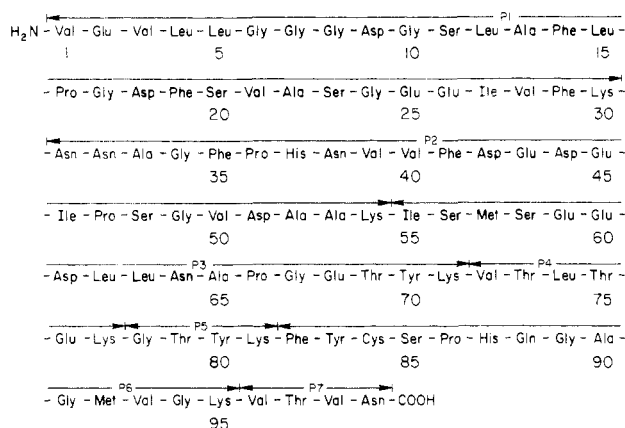 P1
H2N - Val - Glu - Val - Leu - Leu - Gly - Gly - Gly - Asp - Gly - Ser - Leu - Ala - Phe - Leu -
1 5 10 15
- Pro - Gly - Asp - Phe - Ser - Val - Ala - Ser - Gly - Glu - Glu - Ile - Val - Phe - Lys -
20 25 30
P2
- Asn - Asn - Ala - Gly - Phe - Pro - His - Asn - Val - Val - Phe - Asp - Glu - Asp - Glu
35 40 45
- Ile - Pro - Ser - Gly - Val - Asp - Ala - Ala - Lys - Ile - Ser - Met - Ser - Glu - Glu
50 55 60
P3 P4
- Asp - Leu - Leu - Asn - Ala - Pro - Gly - Glu - Thr - Tyr - Lys - Val - Thr - Leu - Thr -
65 70 75
P5
- Glu - Lys - Gly - Thr - Tyr - Lys - Phe - Tyr - Cys - Ser - Pro - His - Gln - Gly - Ala
80 85 90
P6 P7
- Gly - Met - Val - Gly - Lys - Val - Thr - Val - Asn - COOH
95